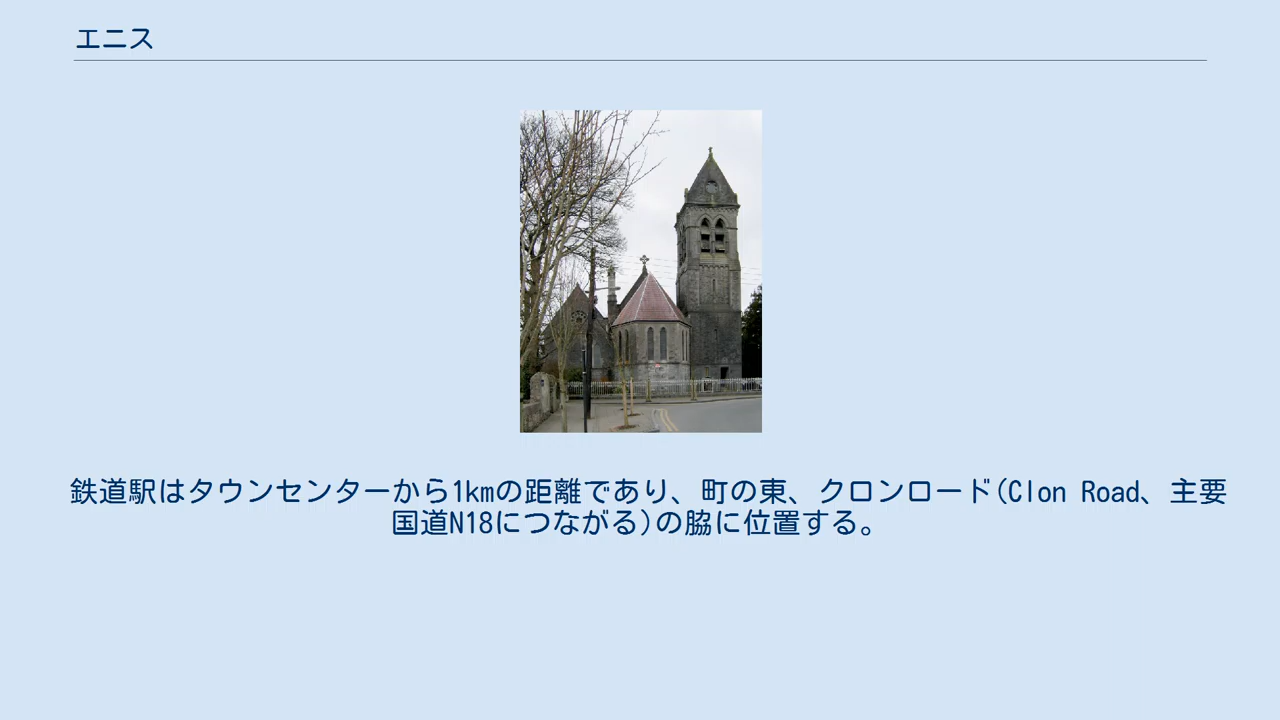 エニス
鉄道駅はタウンセンターから1kmの距離であり、町の東、クロンロード(Clon Road、主要
国道N18につながる)の脇に位置する。